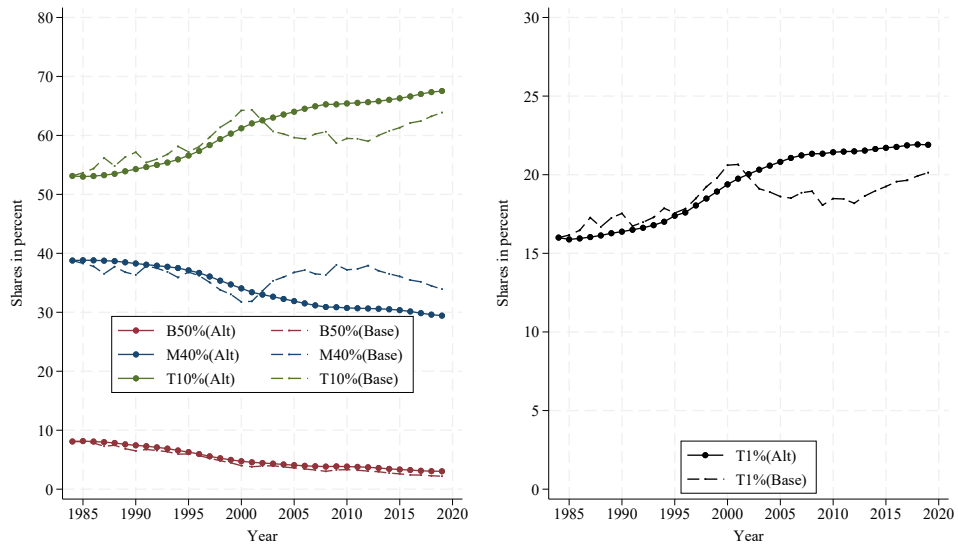 Shares in percent
80
70
60
50
40
30
20
10
0
1985 1990 1995 2000 2005 2010 2015 2020
Year
B50%(Alt) B50%(Base)
M40%(Alt) M40%(Base)
T10%(Alt) T10%(Base)
Shares in percent
30
25
20
15
10
5
0
1985 1990 1995 2000 2005 2010 2015 2020
Year
T1%(Alt)
T1%(Base)